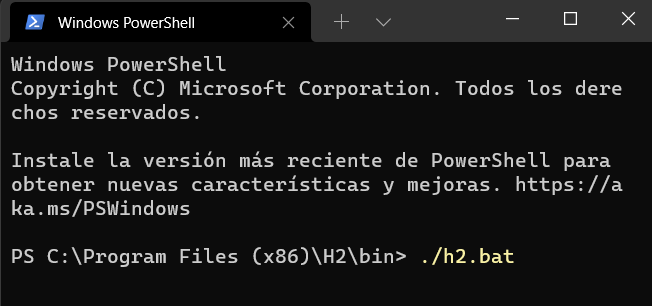 Windows PowerShell
Windows PowerShell
Copyright (C) Microsoft Corporation. Todos los dere
chos reservados.
Instale la versión más reciente de PowerShell para
obtener nuevas características y mejoras. https://a
ka.ms/PSWindows
PS C:\Program Files (x86)\H2\bin> ./h2.bat